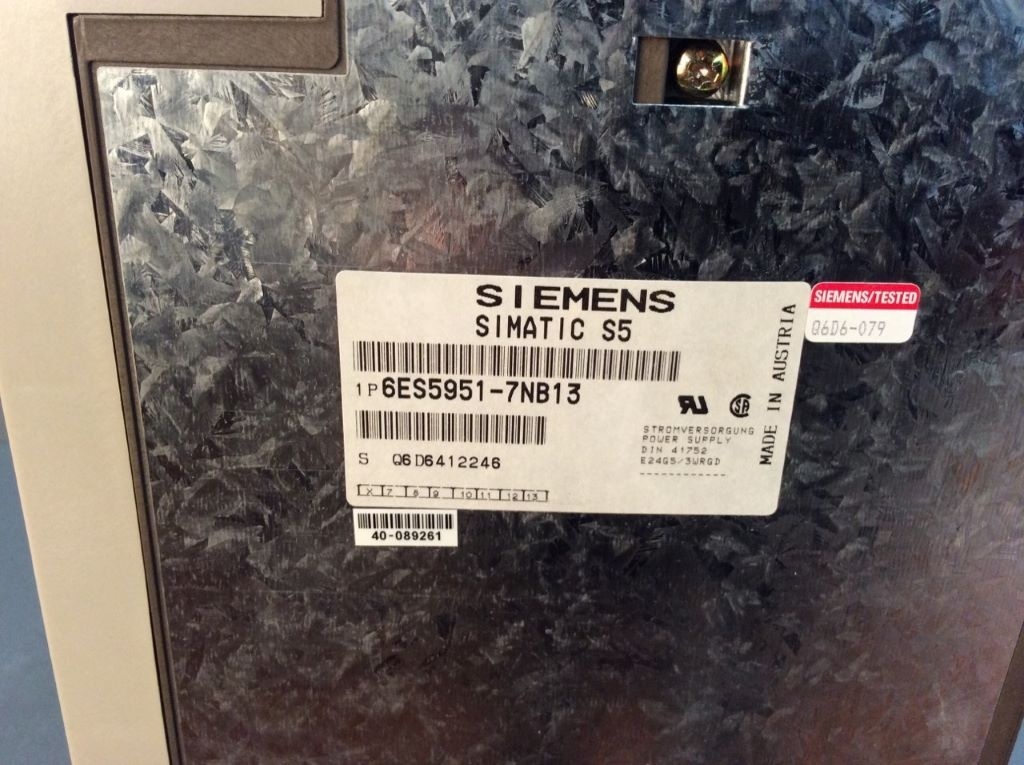 SIEMENS
SIMATIC S5
1P 6ES5951-7NB13
S Q6D6412246
X 7 8 9 10 11 12 13
STROMVERSORGUNG
POWER SUPPLY
DIN 41752
E24G5/3WRGD
MADE IN AUSTRIA
SIEMENS/TESTED
Q6D6-079
40-089261